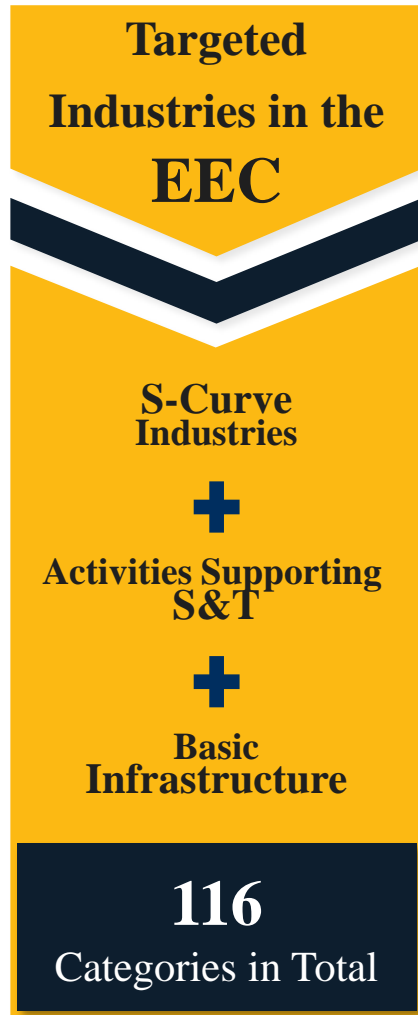 Targeted
Industries in the
EEC
S-Curve
Industries
Activities Supporting
S&T
Basic
Infrastructure
116
Categories in Total